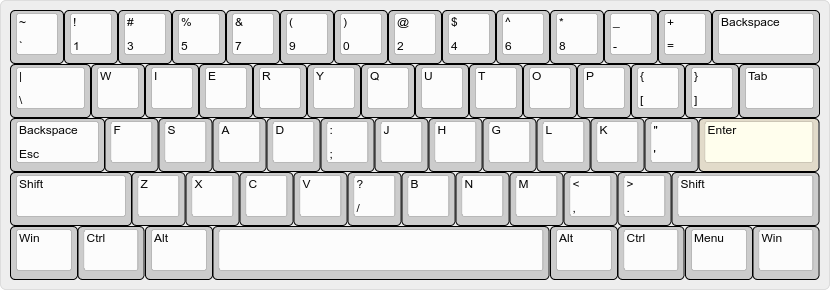 ~ ! # % & ( ) @ $ ^ * _ + Backspace
` 1 3 5 7 9 0 2 4 6 8 - =
| W I E R Y Q U T O P { } Tab
\ [ ]
Backspace F S A D : J H G L K " Enter
Esc ; '
Shift Z X C V ? B N M < > Shift
/ , .
Win Ctrl Alt Alt Ctrl Menu Win